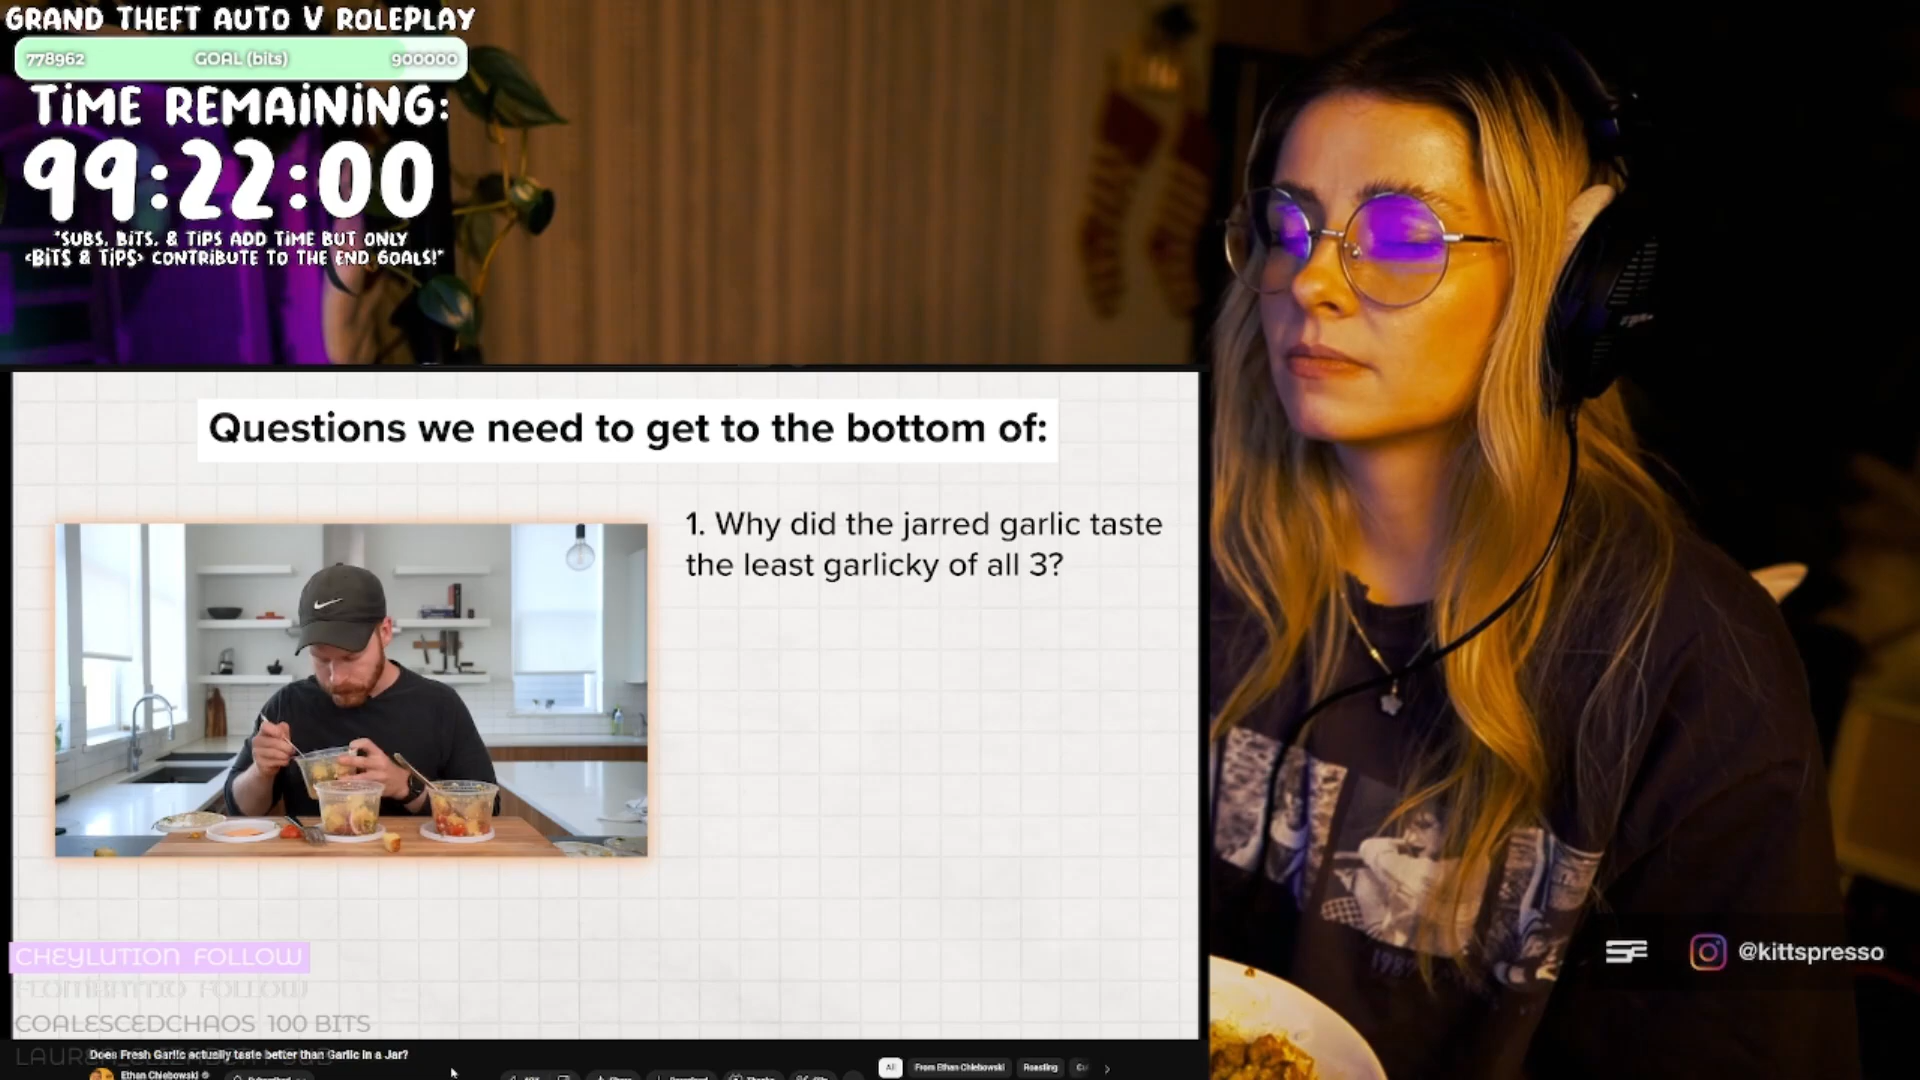 GRAND THEFT AUTO V ROLEPLAY
778962 GOAL (bits) 900000
TIME REMAINING:
99:22:00
"SUBS, BITS, & TIPS ADD TIME BUT ONLY
<BITS & TIPS> CONTRIBUTE TO THE END GOALS!"
Questions we need to get to the bottom of:
1. Why did the jarred garlic taste
the least garlicky of all 3?
CHEYLUTION FOLLOW
FOLLOW
COALESCEDCHAOS 100 BITS
Does Fresh Garlic actually taste better than Garlic in a Jar?
Ethan Chlebowski
All From Ethan Chlebowski Roasting
@kittspresso